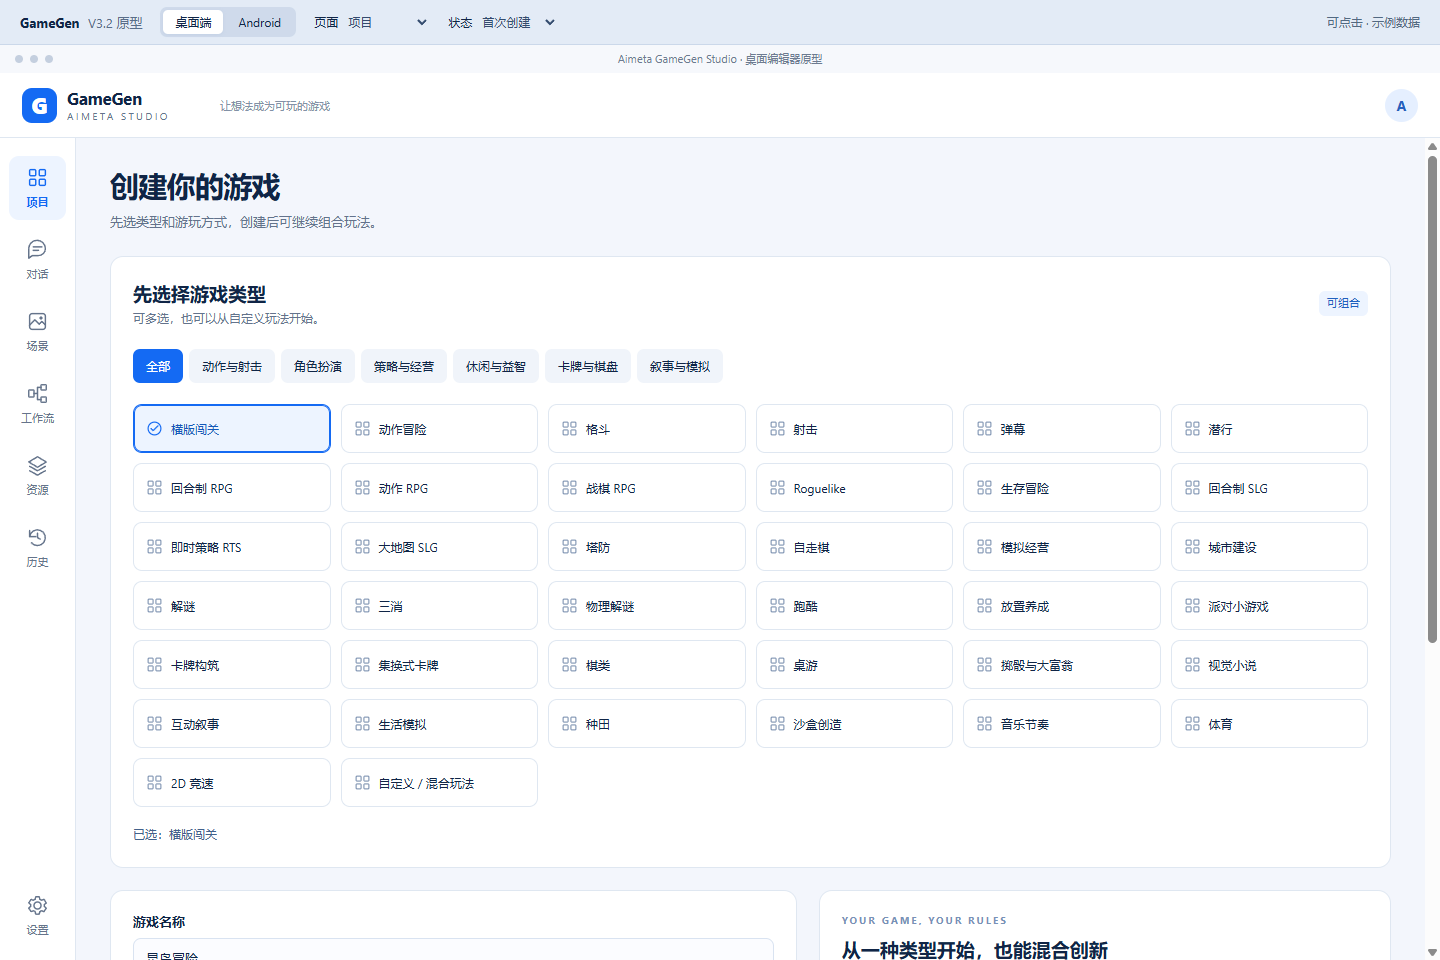 GameGen V3.2 原型 桌面端 Android 页面 项目 状态 首次创建 可点击 · 示例数据
Aimeta GameGen Studio · 桌面编辑器原型
G GameGen
AIMETA STUDIO
让想法成为可玩的游戏
A
项目
对话
场景
工作流
资源
历史
设置
创建你的游戏
先选类型和游玩方式，创建后可继续组合玩法。
先选择游戏类型
可多选，也可以从自定义玩法开始。
可组合
全部 动作与射击 角色扮演 策略与经营 休闲与益智 卡牌与棋盘 叙事与模拟
横版闯关 动作冒险 格斗 射击 弹幕 潜行
回合制 RPG 动作 RPG 战棋 RPG Roguelike 生存冒险 回合制 SLG
即时策略 RTS 大地图 SLG 塔防 自走棋 模拟经营 城市建设
解谜 三消 物理解谜 跑酷 放置养成 派对小游戏
卡牌构筑 集换式卡牌 棋类 桌游 掷骰与大富翁 视觉小说
互动叙事 生活模拟 种田 沙盒创造 音乐节奏 体育
2D 竞速 自定义 / 混合玩法
已选：横版闯关
游戏名称
YOUR GAME, YOUR RULES
从一种类型开始，也能混合创新